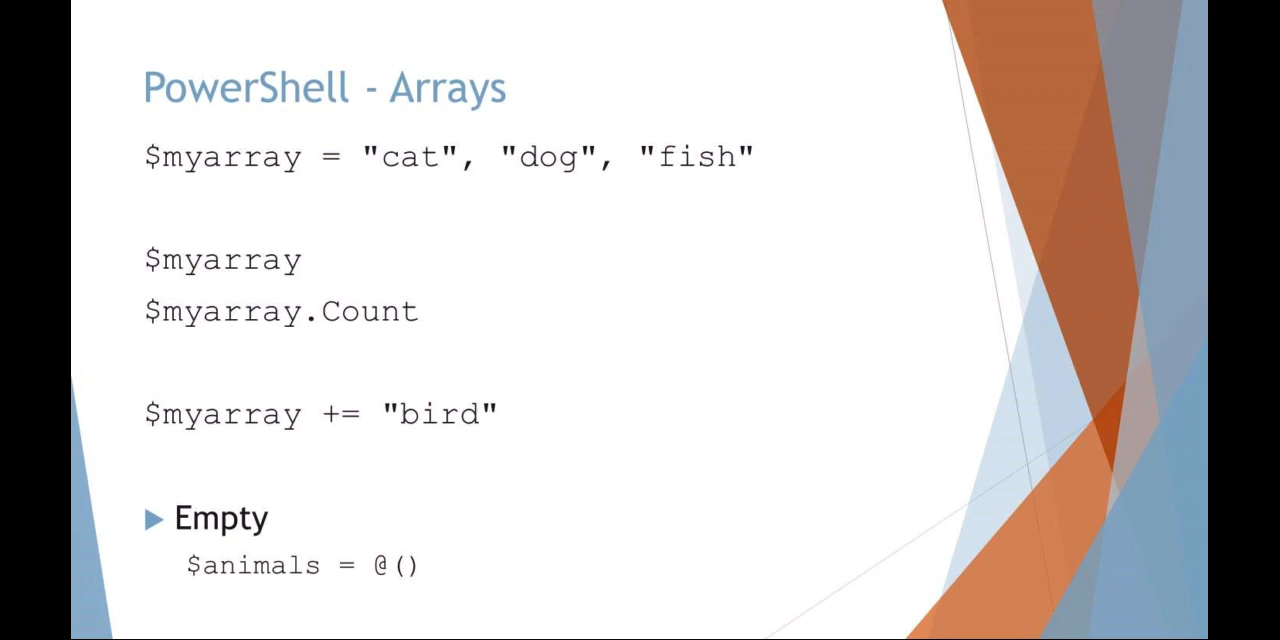 PowerShell - Arrays
$myarray = "cat", "dog", "fish"
$myarray
$myarray.Count
$myarray += "bird"
Empty
$animals = @()